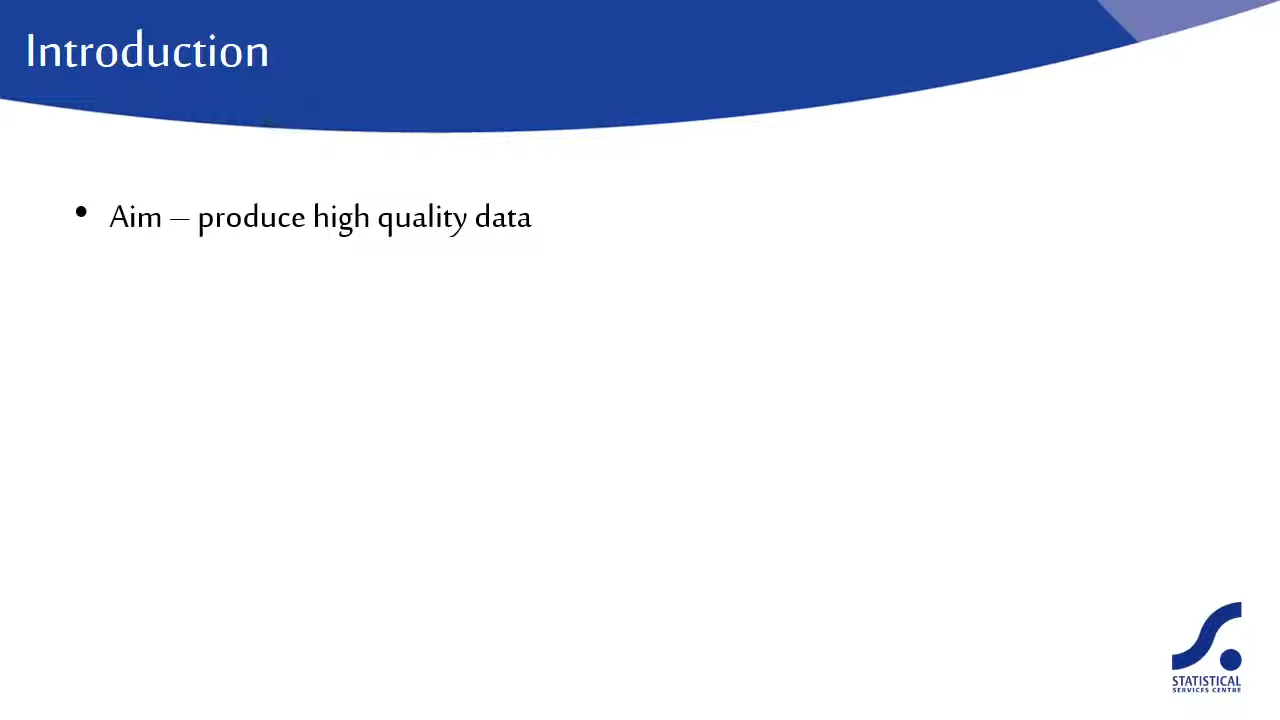 Introduction
• Aim – produce high quality data
STATISTICAL
SERVICES CENTRE